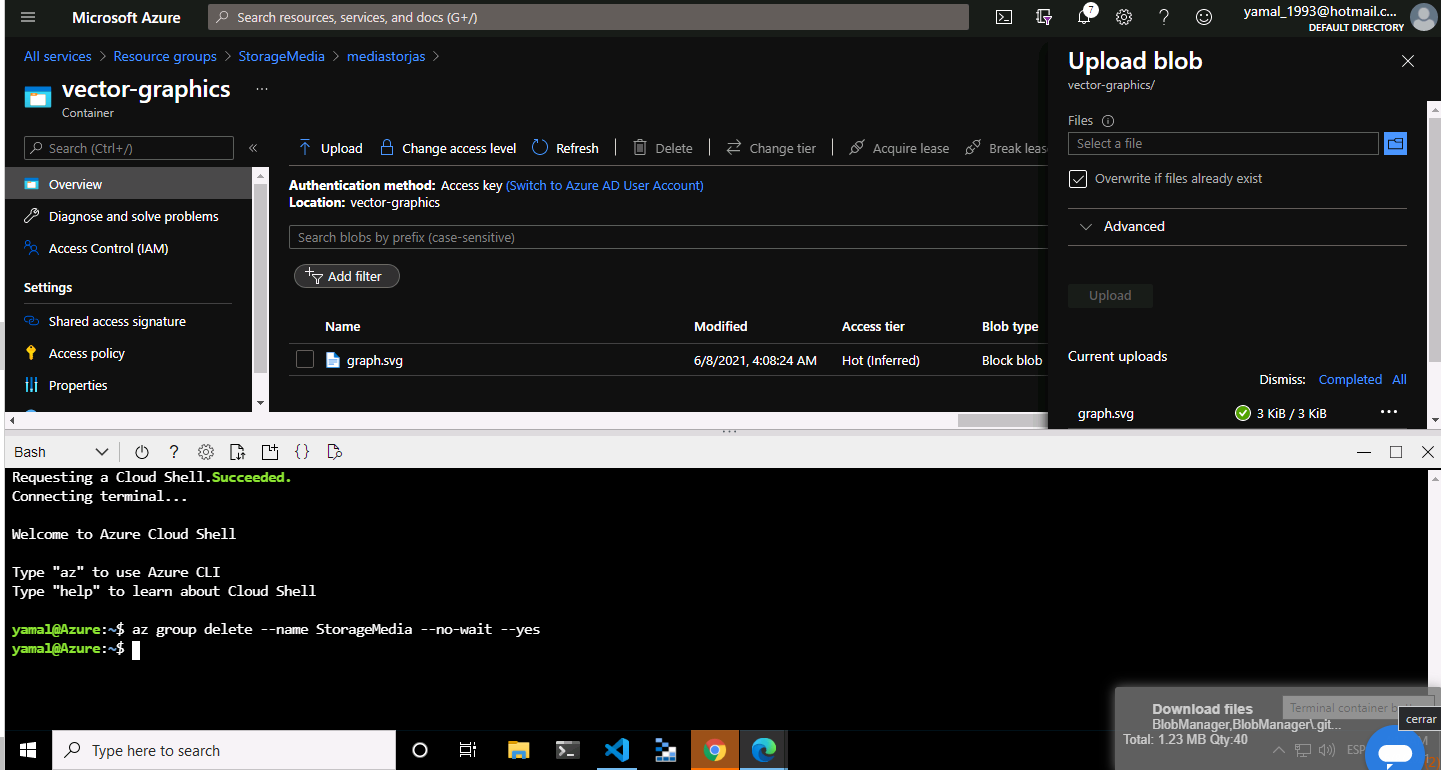 Microsoft Azure
Search resources, services, and docs (G+/)
7
yamal_1993@hotmail.c...
DEFAULT DIRECTORY
All services > Resource groups > StorageMedia > mediastorjas >
vector-graphics ...
Container
Search (Ctrl+/) «
Overview
Diagnose and solve problems
Access Control (IAM)
Settings
Shared access signature
Access policy
Properties
Upload Change access level Refresh Delete Change tier Acquire lease Break leas
Authentication method: Access key (Switch to Azure AD User Account)
Location: vector-graphics
Search blobs by prefix (case-sensitive)
Add filter
Name Modified Access tier Blob type
graph.svg 6/8/2021, 4:08:24 AM Hot (Inferred) Block blob
Upload blob
vector-graphics/
Files
Select a file
Overwrite if files already exist
Advanced
Upload
Current uploads
Dismiss: Completed All
graph.svg 3 KiB / 3 KiB ...
Bash ? { }
Requesting a Cloud Shell.Succeeded.
Connecting terminal...
Welcome to Azure Cloud Shell
Type "az" to use Azure CLI
Type "help" to learn about Cloud Shell
yamal@Azure:~$ az group delete --name StorageMedia --no-wait --yes
yamal@Azure:~$
Download files
BlobManager,BlobManager\.git...
Total: 1.23 MB Qty:40
Terminal container
cerrar
Type here to search
ESP